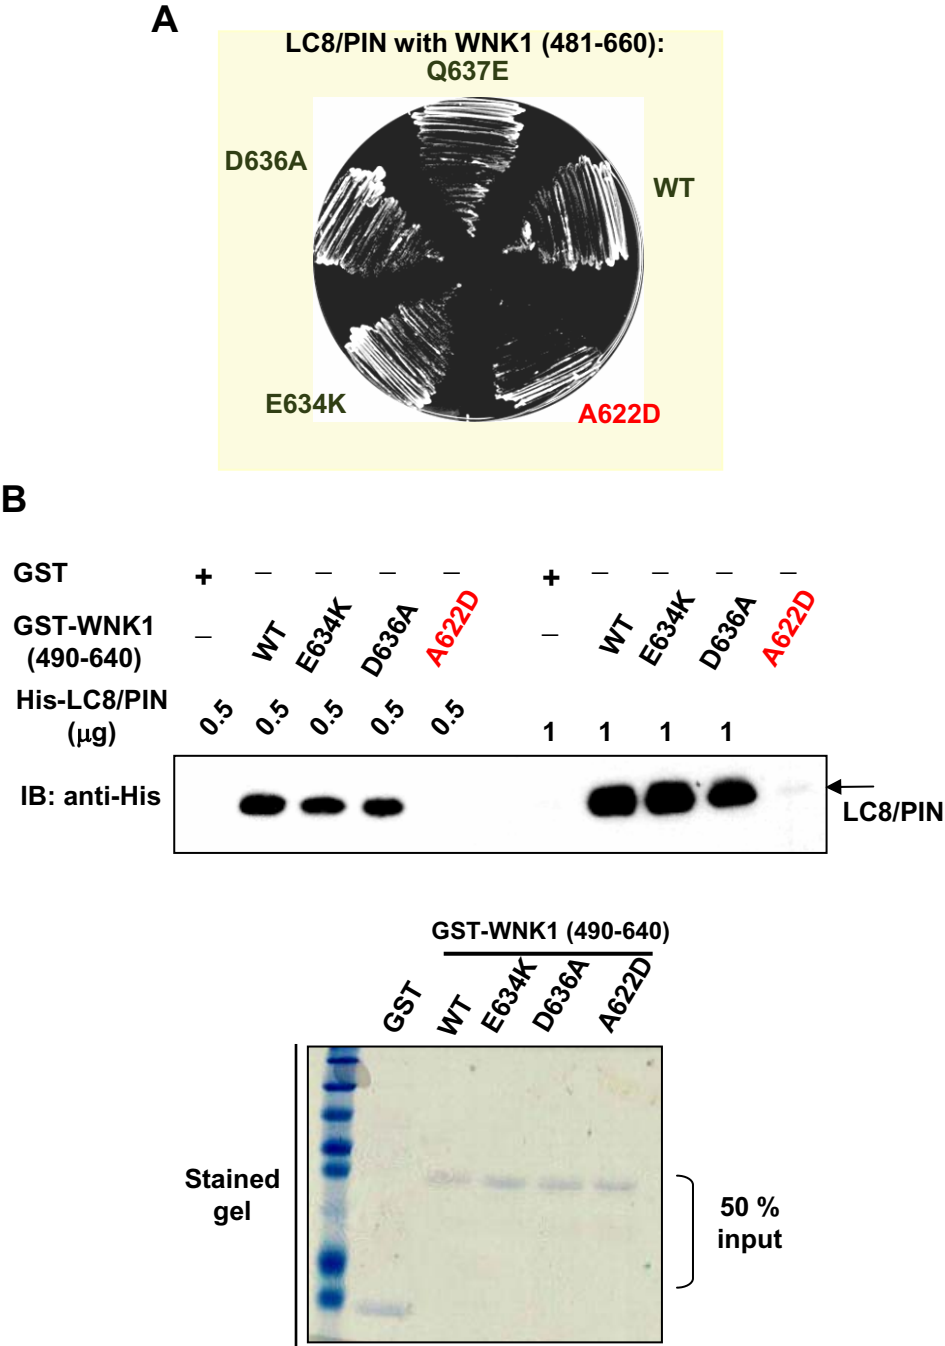 A
LC8/PIN with WNK1 (481-660):
Q637E
D636A
WT
E634K
A622D
B
GST + – – – – + – – – –
GST-WNK1
(490-640)
– WT E634K D636A A622D – WT E634K D636A A622D
His-LC8/PIN
(μg)
0.5 0.5 0.5 0.5 0.5 1 1 1 1
IB: anti-His
LC8/PIN
GST-WNK1 (490-640)
GST WT E634K D636A A622D
Stained
gel
50 %
input